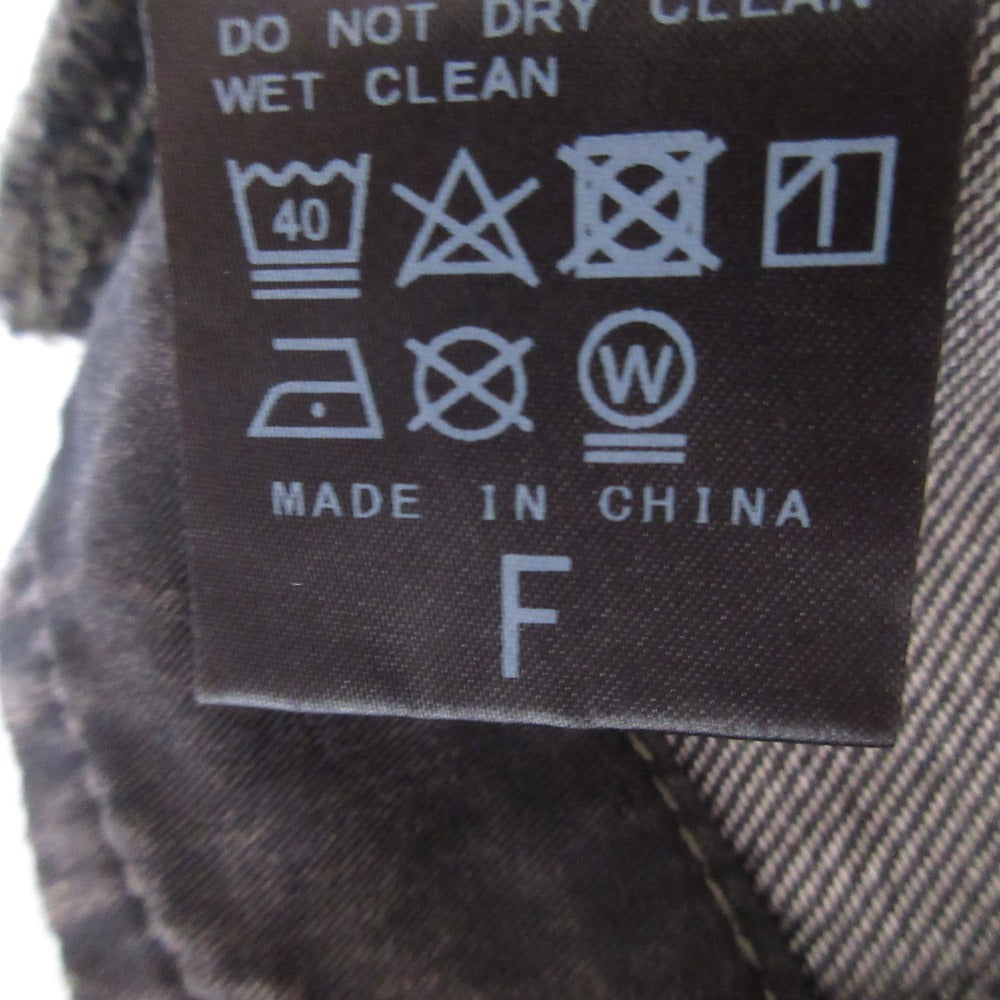 DO NOT DRY CLEAN
WET CLEAN
40
W
MADE IN CHINA
F